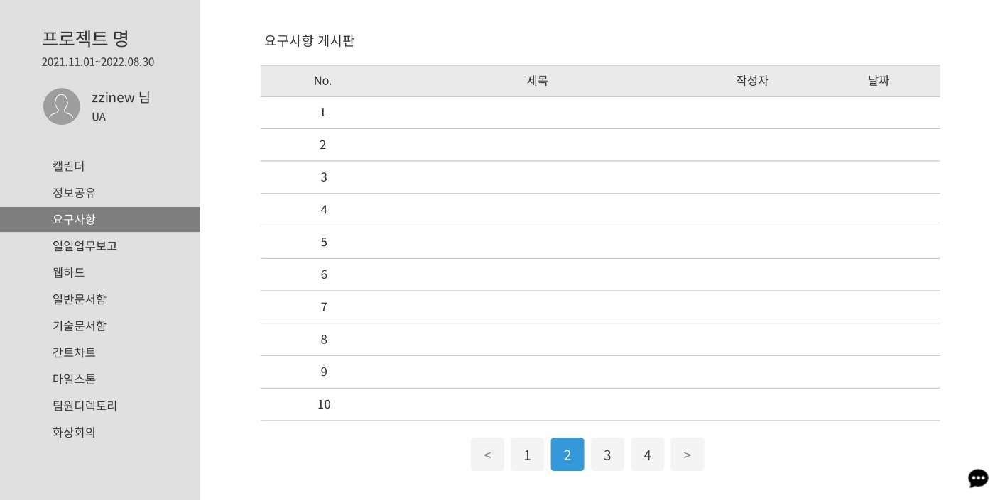 프로젝트 명
2021.11.01~2022.08.30
zzinew 님
UA
캘린더
정보공유
요구사항
일일업무보고
웹하드
일반문서함
기술문서함
간트차트
마일스톤
팀원디렉토리
화상회의
요구사항 게시판
No. 제목 작성자 날짜
1
2
3
4
5
6
7
8
9
10
< 1 2 3 4 >